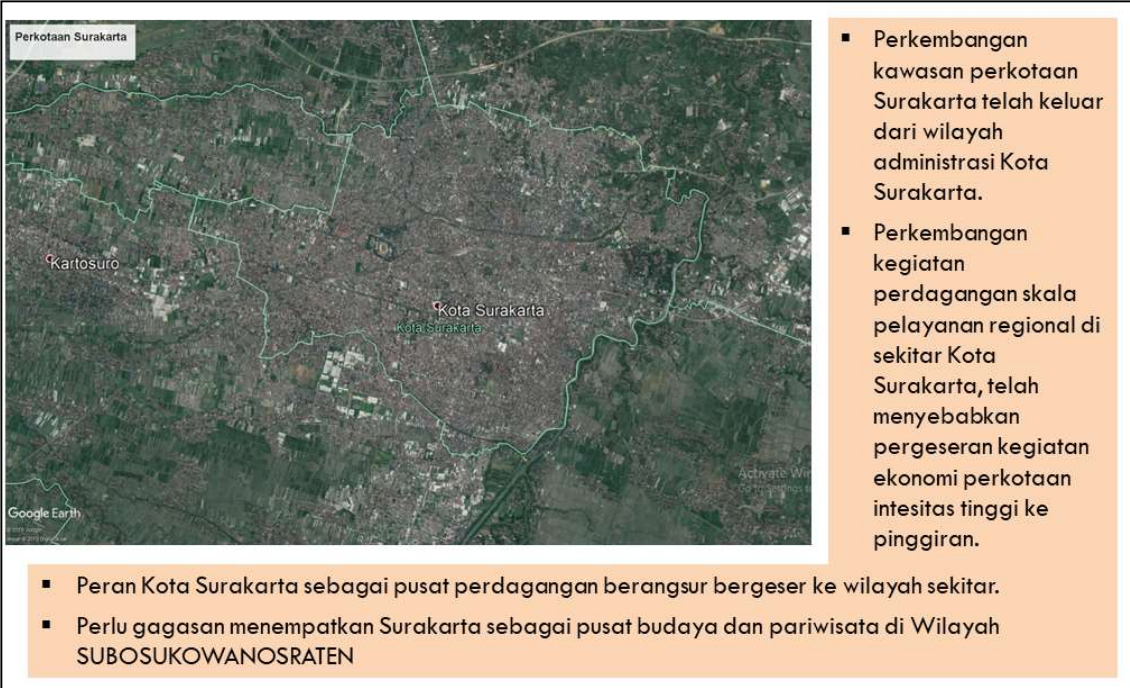 Perkotaan Surakarta
Kartosuro
Kota Surakarta
Kota Surakarta
Activate Win
Google Earth
▪ Perkembangan
kawasan perkotaan
Surakarta telah keluar
dari wilayah
administrasi Kota
Surakarta.
▪ Perkembangan
kegiatan
perdagangan skala
pelayanan regional di
sekitar Kota
Surakarta, telah
menyebabkan
pergeseran kegiatan
ekonomi perkotaan
intesitas tinggi ke
pinggiran.
▪ Peran Kota Surakarta sebagai pusat perdagangan berangsur bergeser ke wilayah sekitar.
▪ Perlu gagasan menempatkan Surakarta sebagai pusat budaya dan pariwisata di Wilayah
SUBOSUKOWANOSRATEN